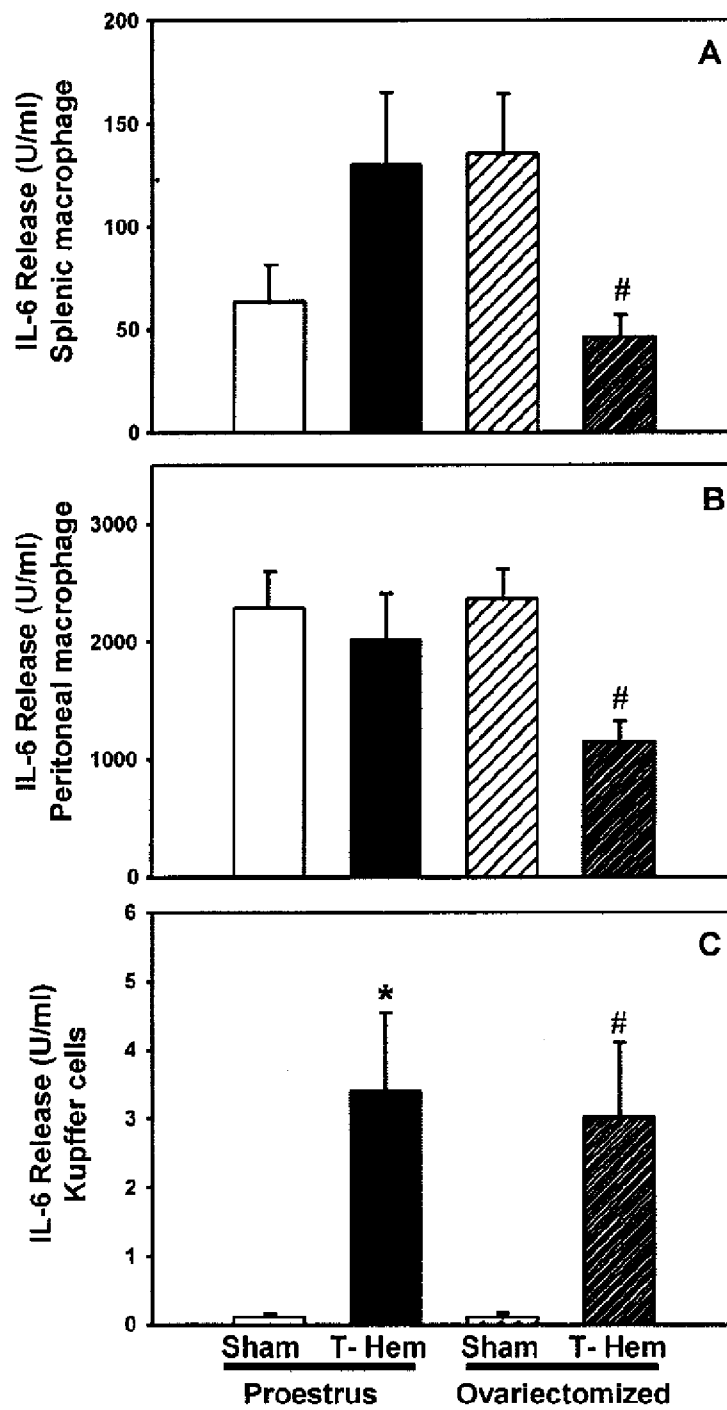 200
A
150
100
50
0
IL-6 Release (U/ml)
Splenic macrophage
#
B
3000
2000
1000
0
IL-6 Release (U/ml)
Peritoneal macrophage
#
6
C
5
4
3
2
1
0
IL-6 Release (U/ml)
Kupffer cells
*
#
Sham T- Hem Sham T- Hem
Proestrus Ovariectomized